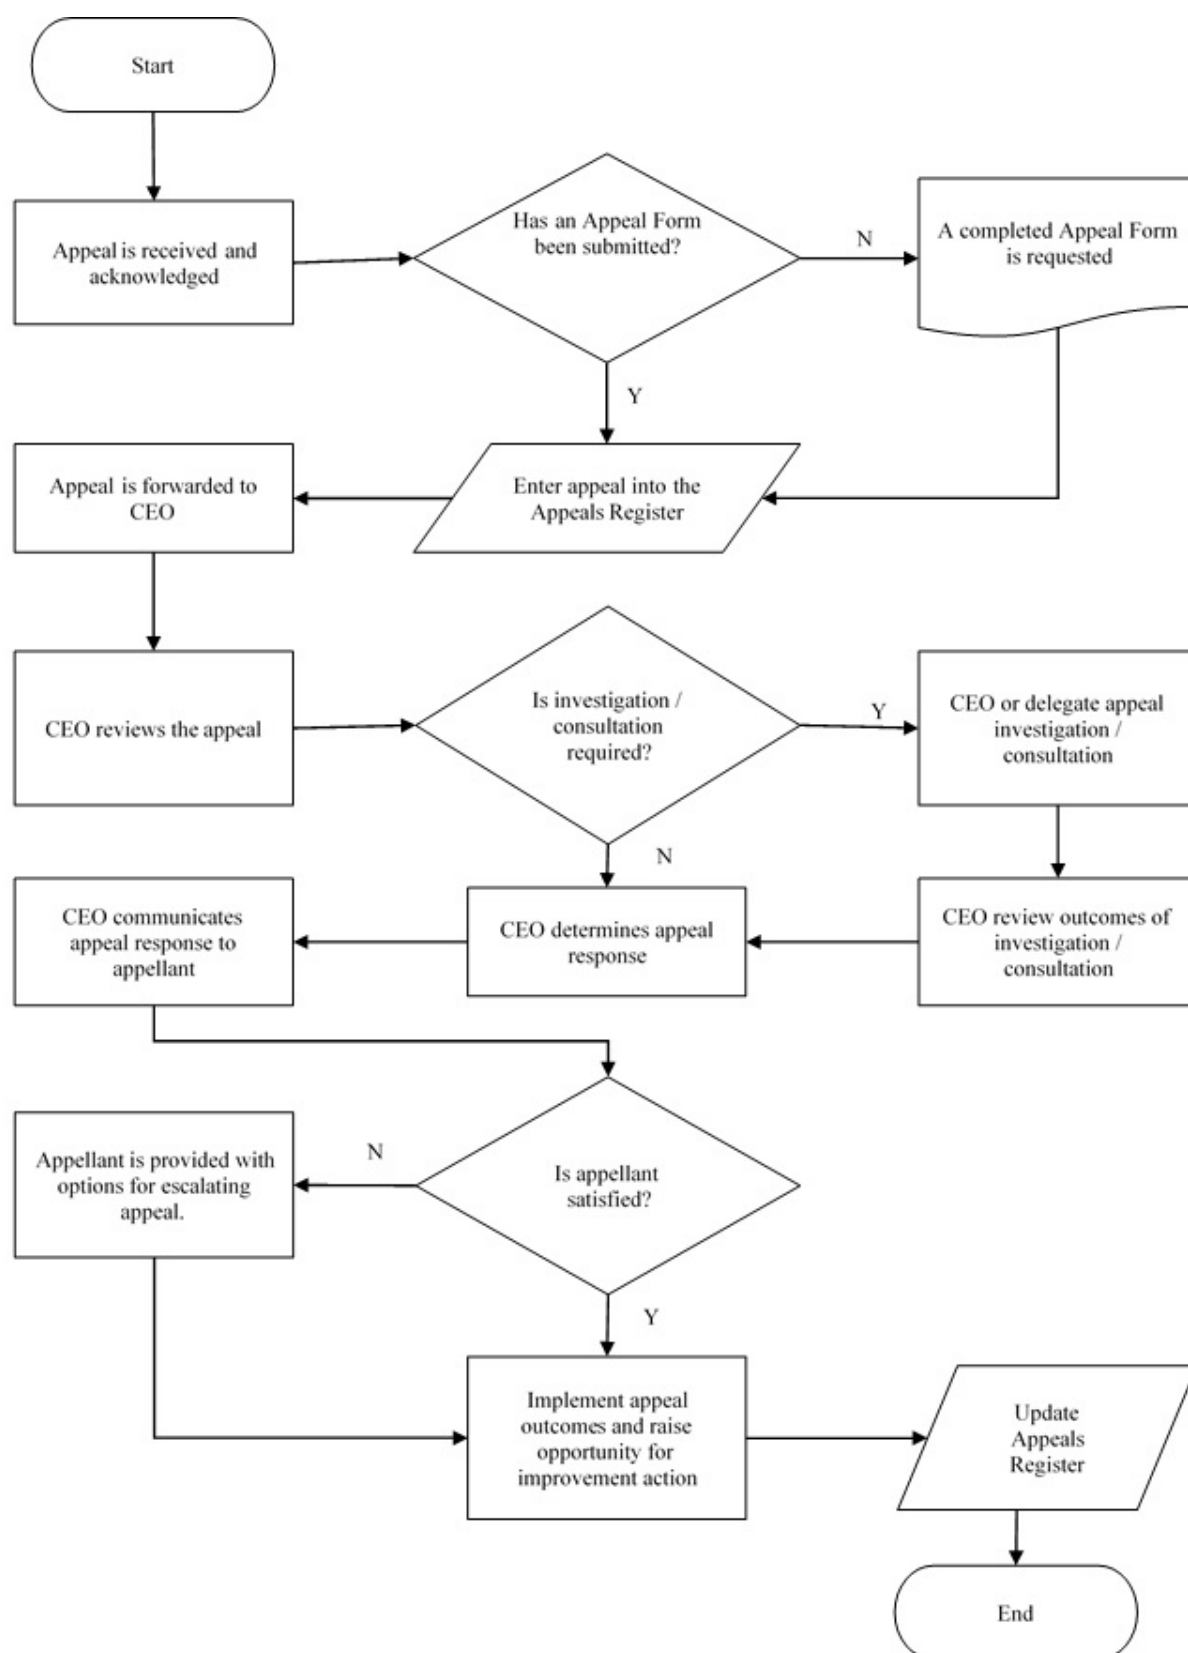 Start
Appeal is received and
acknowledged
Has an Appeal Form
been submitted?
N
A completed Appeal Form
is requested
Y
Enter appeal into the
Appeals Register
Appeal is forwarded to
CEO
CEO reviews the appeal
Is investigation /
consultation
required?
Y
CEO or delegate appeal
investigation /
consultation
N
CEO review outcomes of
investigation /
consultation
CEO determines appeal
response
CEO communicates
appeal response to
appellant
Is appellant
satisfied?
N
Appellant is provided with
options for escalating
appeal.
Y
Implement appeal
outcomes and raise
opportunity for
improvement action
Update
Appeals
Register
End